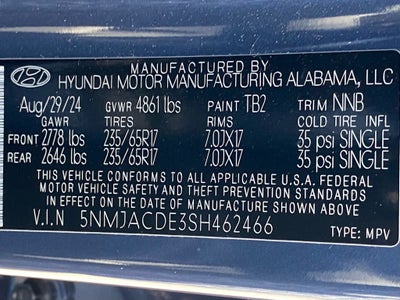 MANUFACTURED BY
HYUNDAI MOTOR MANUFACTURING ALABAMA, LLC
Aug/29/24 GVWR 4861 lbs PAINT TB2 TRIM NNB
GAWR TIRES RIMS COLD TIRE INFL
FRONT 2778 lbs 235/65R17 7.0JX17 35 psi SINGLE
REAR 2646 lbs 235/65R17 7.0JX17 35 psi SINGLE
THIS VEHICLE CONFORMS TO ALL APPLICABLE U.S.A. FEDERAL
MOTOR VEHICLE SAFETY AND THEFT PREVENTION STANDARDS
IN EFFECT ON THE DATE OF MANUFACTURE SHOWN ABOVE.
V.I.N 5NMJACDE3SH462466 TYPE: MPV